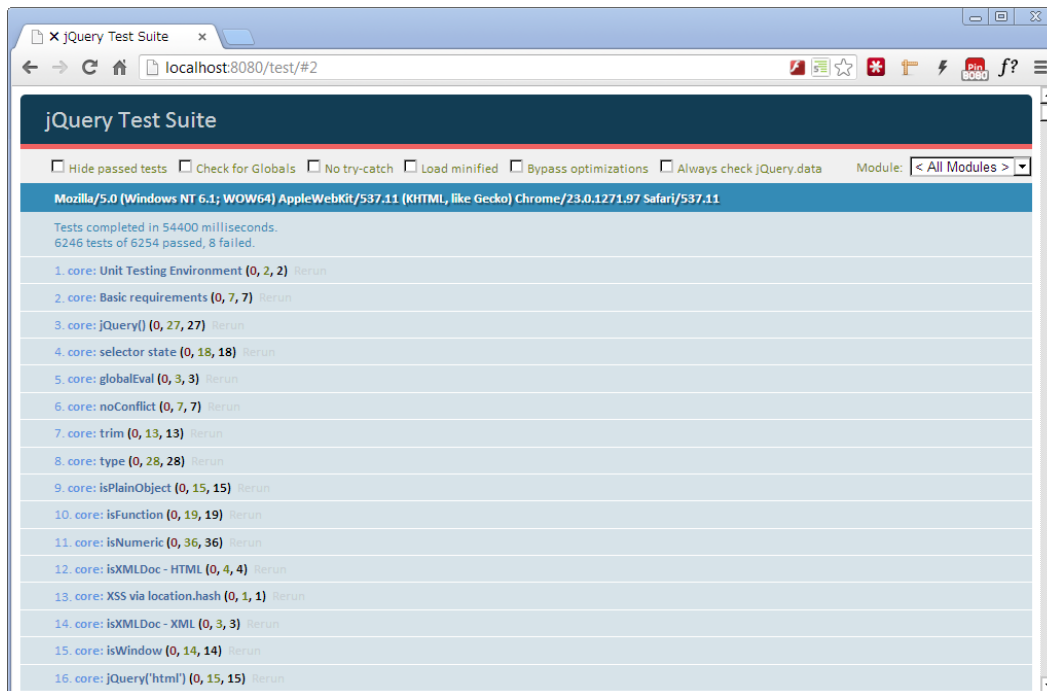 ✕ jQuery Test Suite
localhost:8080/test/#2
Pin
8080
f?
jQuery Test Suite
Hide passed tests Check for Globals No try-catch Load minified Bypass optimizations Always check jQuery.data Module: < All Modules >
Mozilla/5.0 (Windows NT 6.1; WOW64) AppleWebKit/537.11 (KHTML, like Gecko) Chrome/23.0.1271.97 Safari/537.11
Tests completed in 54400 milliseconds.
6246 tests of 6254 passed, 8 failed.
1. core: Unit Testing Environment (0, 2, 2) Rerun
2. core: Basic requirements (0, 7, 7) Rerun
3. core: jQuery() (0, 27, 27) Rerun
4. core: selector state (0, 18, 18) Rerun
5. core: globalEval (0, 3, 3) Rerun
6. core: noConflict (0, 7, 7) Rerun
7. core: trim (0, 13, 13) Rerun
8. core: type (0, 28, 28) Rerun
9. core: isPlainObject (0, 15, 15) Rerun
10. core: isFunction (0, 19, 19) Rerun
11. core: isNumeric (0, 36, 36) Rerun
12. core: isXMLDoc - HTML (0, 4, 4) Rerun
13. core: XSS via location.hash (0, 1, 1) Rerun
14. core: isXMLDoc - XML (0, 3, 3) Rerun
15. core: isWindow (0, 14, 14) Rerun
16. core: jQuery('html') (0, 15, 15) Rerun